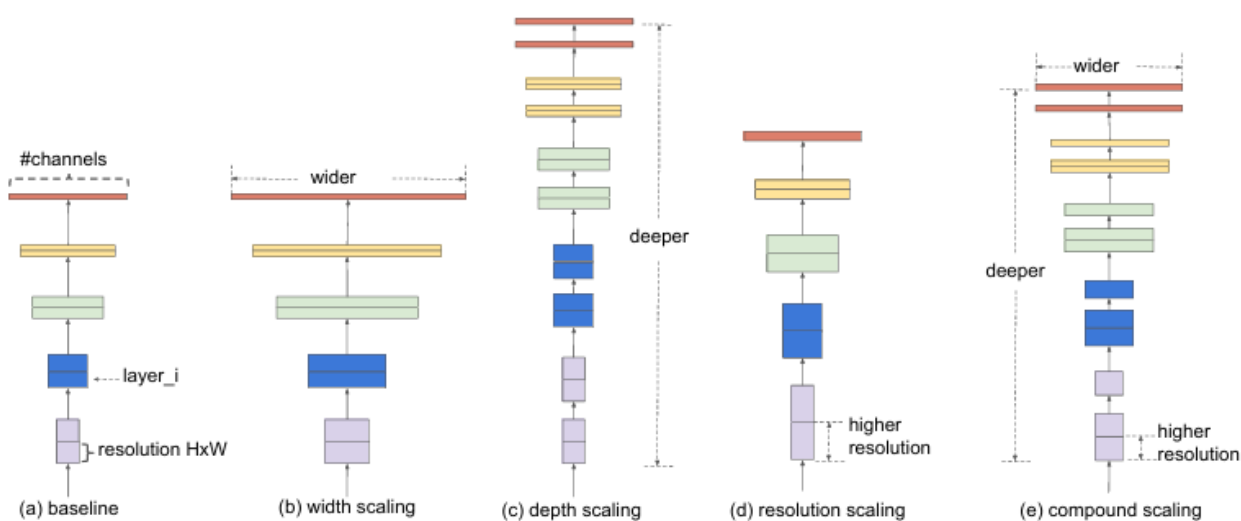 #channels
layer_i
resolution HxW
(a) baseline
wider
(b) width scaling
deeper
(c) depth scaling
higher
resolution
(d) resolution scaling
wider
deeper
higher
resolution
(e) compound scaling